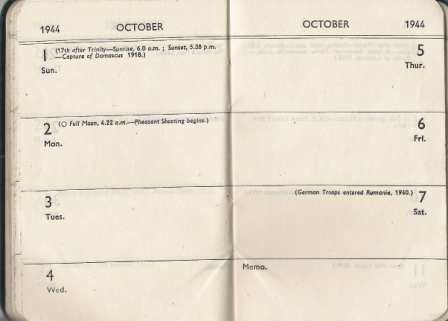 1944 OCTOBER
1 (17th after Trinity—Sunrise, 6.0 a.m. ; Sunset, 5.38 p.m.
—Capture of Damascus 1918.)
Sun.
2 (O Full Moon, 4.22 a.m.—Pheasant Shooting begins.)
Mon.
3
Tues.
4
Wed.
OCTOBER 1944
5
Thur.
6
Fri.
(German Troops entered Rumania, 1940.) 7
Sat.
Memo.